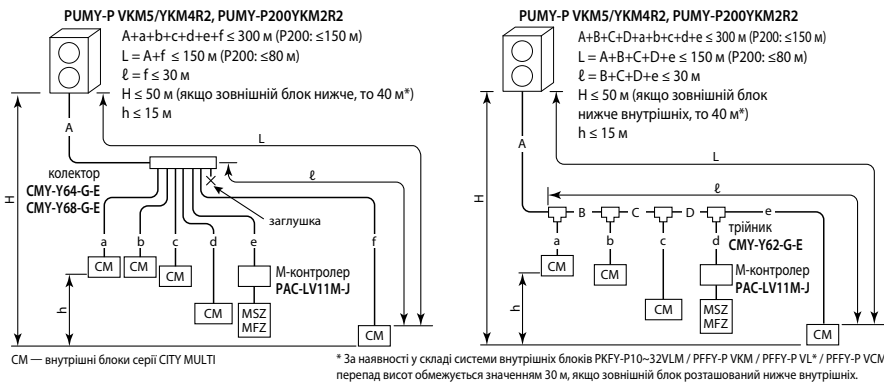 PUMY-P VKM5/YKM4R2, PUMY-P200YKM2R2
A+a+b+c+d+e+f ≤ 300 м (P200: ≤150 м)
L = A+f ≤ 150 м (P200: ≤80 м)
ℓ = f ≤ 30 м
H ≤ 50 м (якщо зовнішній блок нижче, то 40 м*)
h ≤ 15 м
A
L
H
колектор
CMY-Y64-G-E
CMY-Y68-G-E
ℓ
заглушка
a
b
c
d
e
f
CM
CM
CM
М-контролер
PAC-LV11M-J
h
CM
MSZ
MFZ
CM
CM — внутрішні блоки серії CITY MULTI
PUMY-P VKM5/YKM4R2, PUMY-P200YKM2R2
A+B+C+D+a+b+c+d+e ≤ 300 м (P200: ≤150 м)
L = A+B+C+D+e ≤ 150 м (P200: ≤80 м)
ℓ = B+C+D+e ≤ 30 м
H ≤ 50 м (якщо зовнішній блок
нижче внутрішніх, то 40 м*)
h ≤ 15 м
A
L
H
ℓ
B
C
D
e
трійник
CMY-Y62-G-E
a
b
c
d
CM
CM
М-контролер
PAC-LV11M-J
h
CM
MSZ
MFZ
CM
* За наявності у складі системи внутрішніх блоків PKFY-P10~32VLM / PFFY-P VKM / PFFY-P VL* / PFFY-P VCM
перепад висот обмежується значенням 30 м, якщо зовнішній блок розташований нижче внутрішніх.